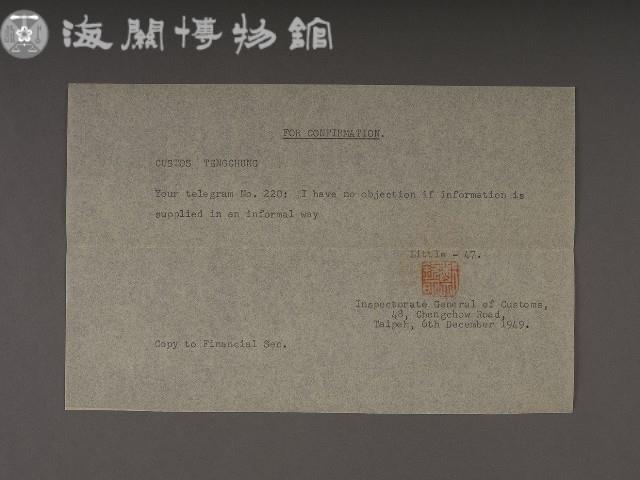 海關博物館
FOR CONFIRMATION.
CUSTOS TENGCHUNG
Your telegram No. 220: I have no objection if information is
supplied in an informal way
Little - 47.
Inspectorate General of Customs,
48, Chengchow Road,
Taipeh, 6th December 1949.
Copy to Financial Sec.